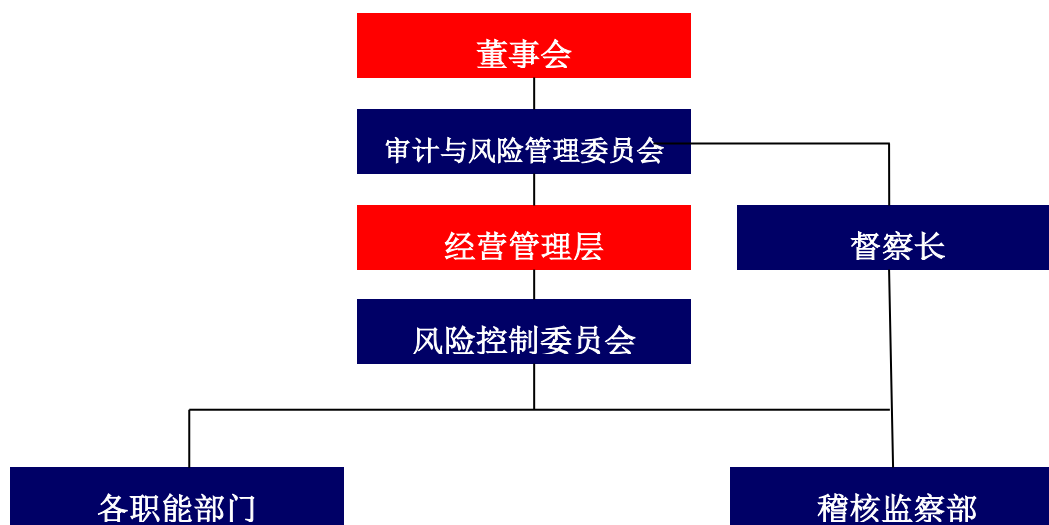 董事会
审计与风险管理委员会
经营管理层
督察长
风险控制委员会
各职能部门
稽核监察部